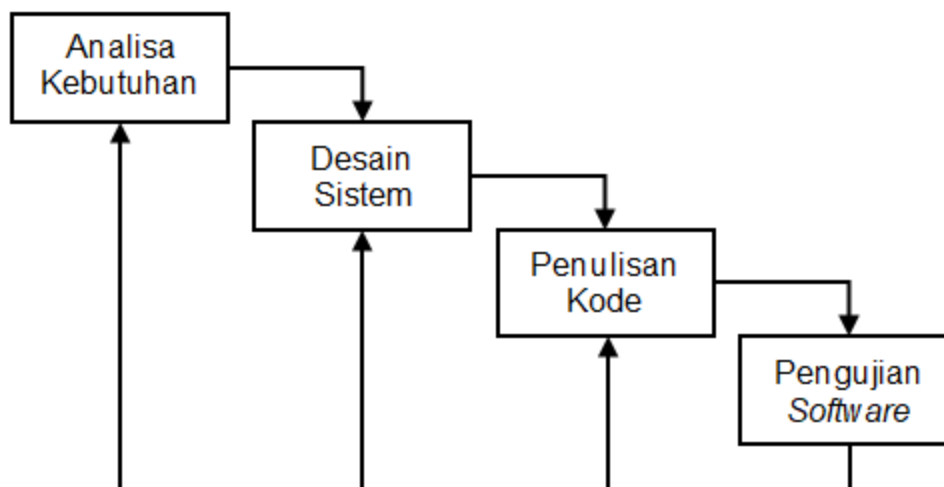 Analisa
Kebutuhan
Desain
Sistem
Penulisan
Kode
Pengujian
Software